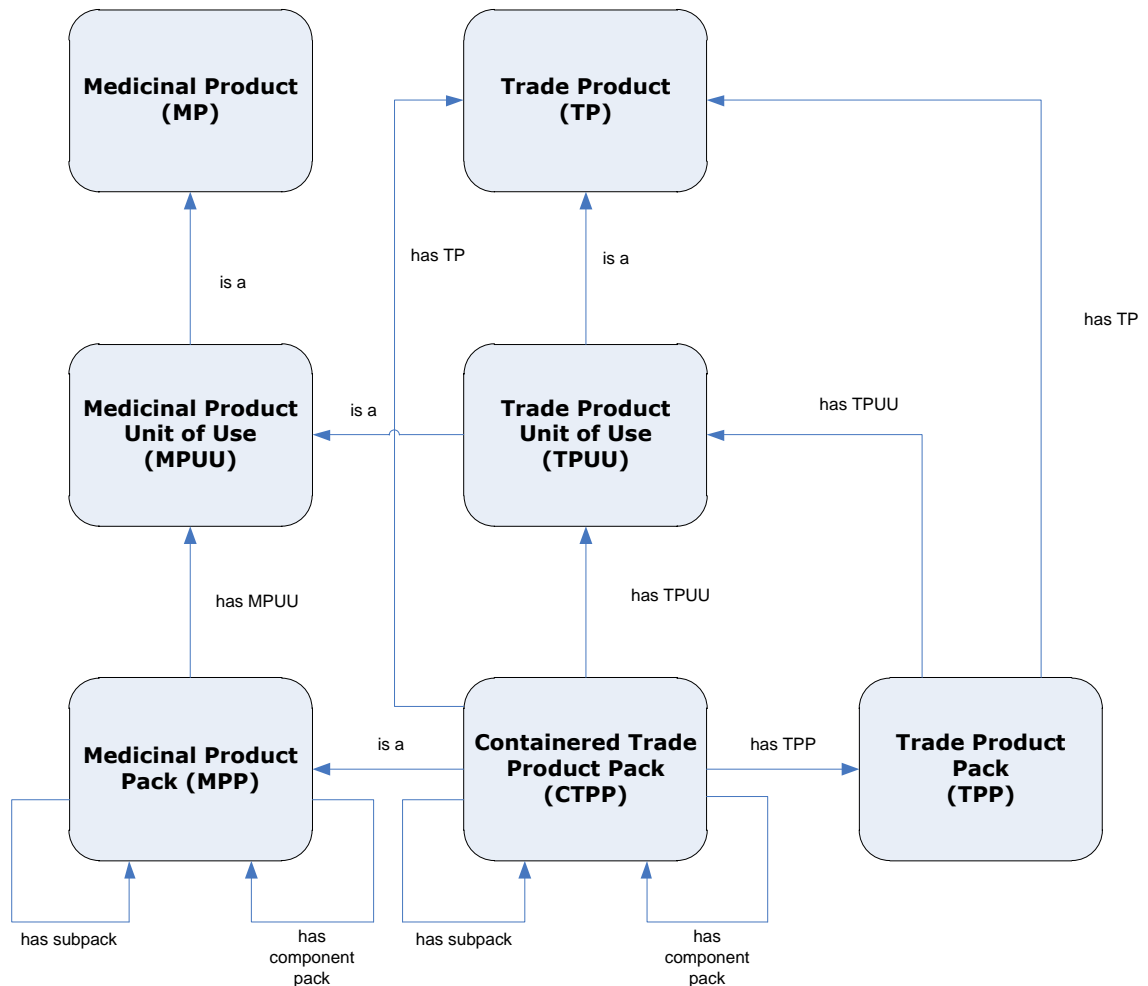 Medicinal Product
(MP)
Trade Product
(TP)
has TP
is a
is a
has TP
Medicinal Product
Unit of Use
(MPUU)
is a
Trade Product
Unit of Use
(TPUU)
has TPUU
has MPUU
has TPUU
Medicinal Product
Pack (MPP)
is a
Containered Trade
Product Pack
(CTPP)
has TPP
Trade Product
Pack
(TPP)
has subpack
has
component
pack
has subpack
has
component
pack